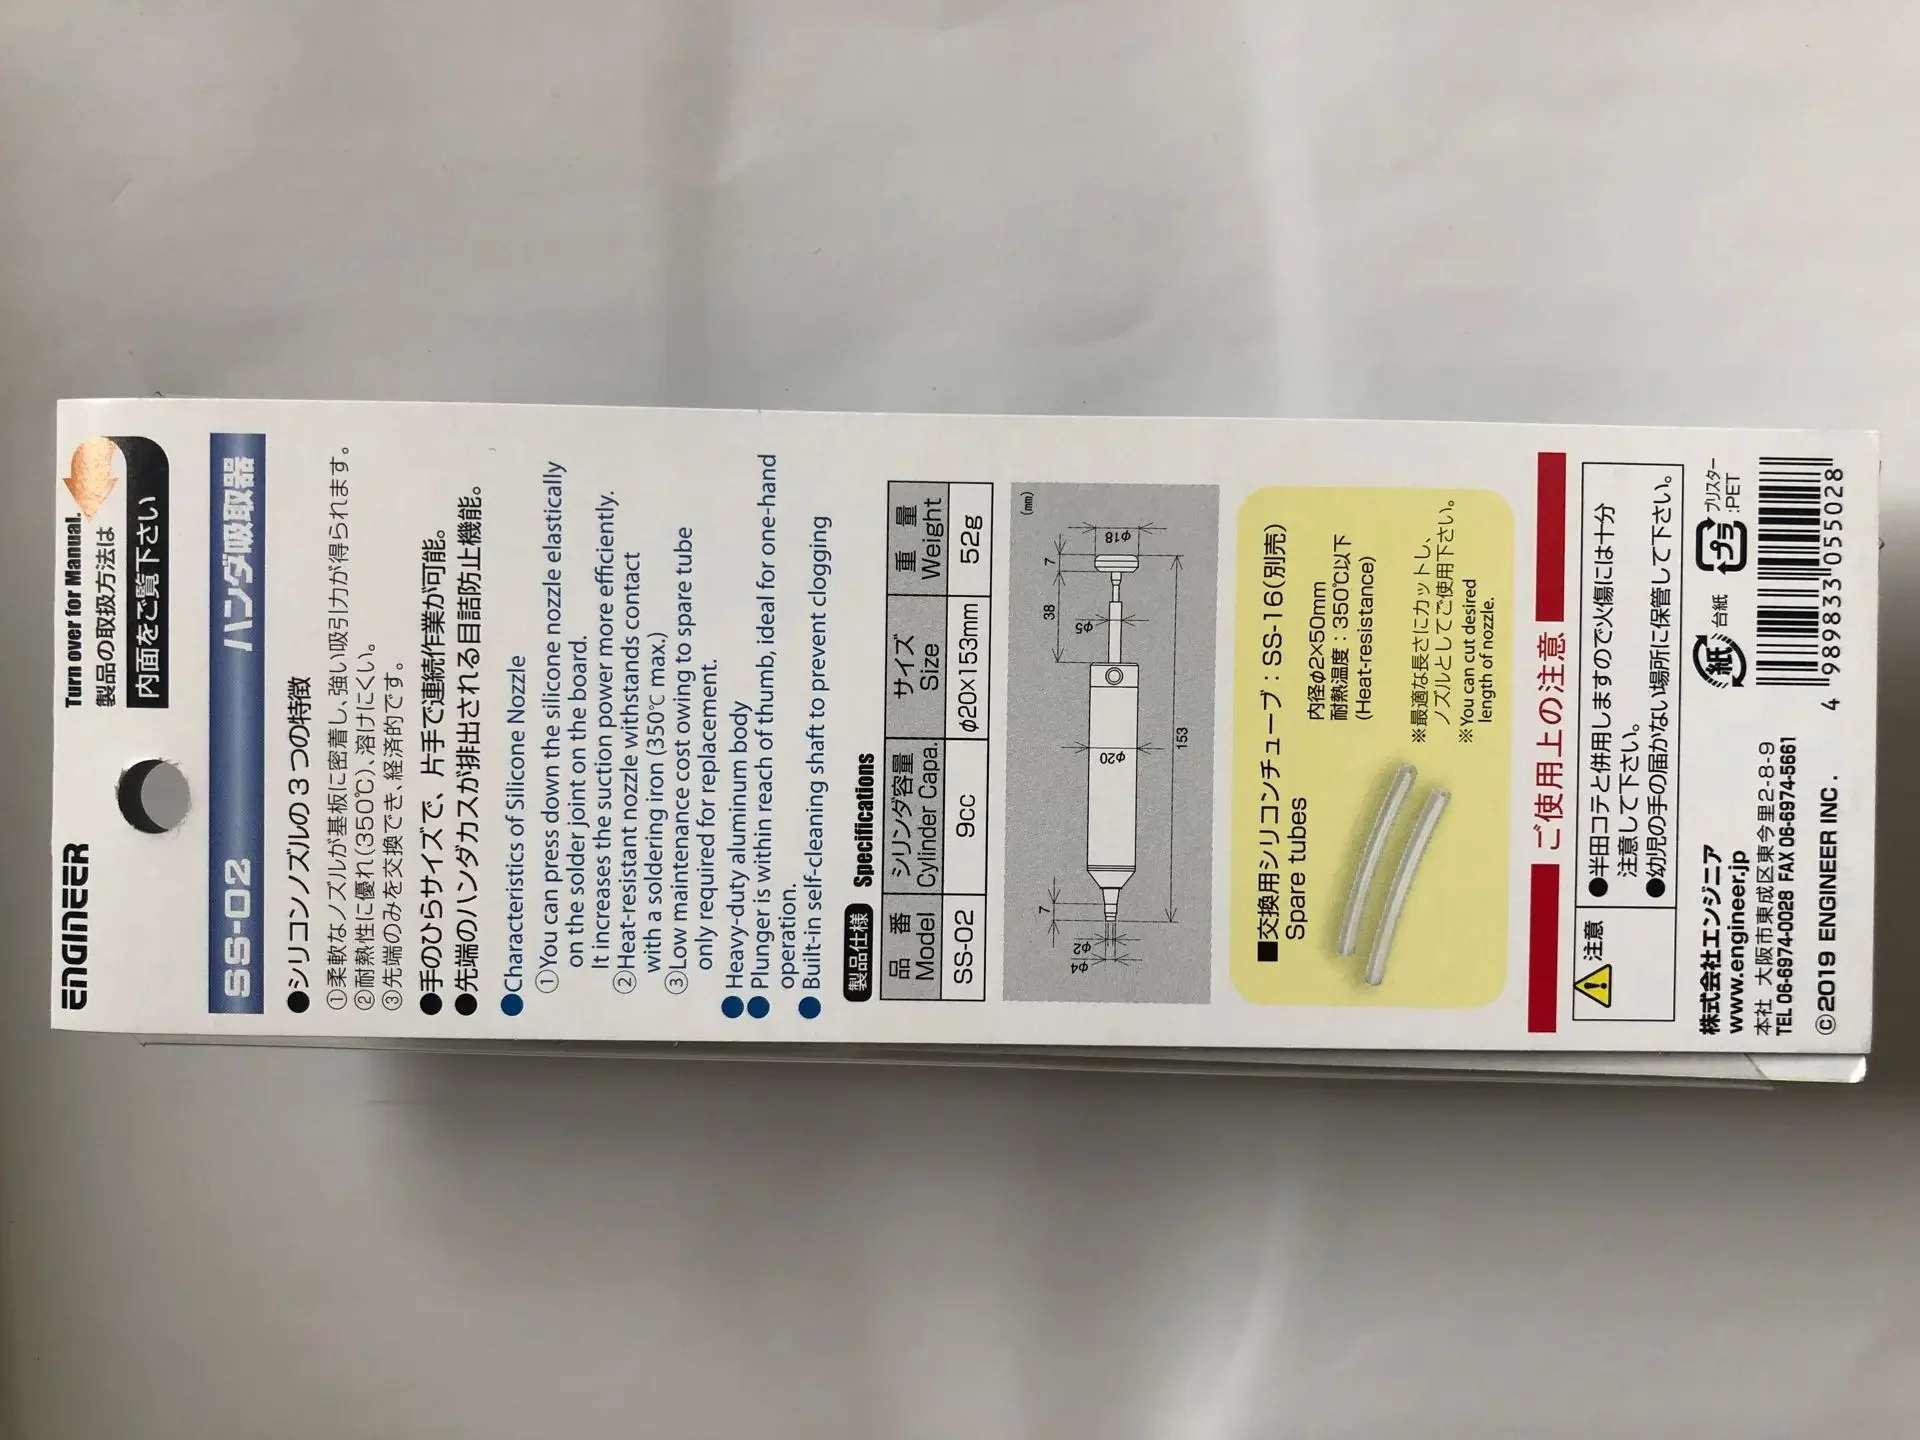 ENGINEER
Turn over for Manual.
製品の取扱方法は
内面をご覧下さい
SS-02 ハンダ吸取器
●シリコンノズルの3つの特徴
①柔軟なノズルが基板に密着し、強い吸引力が得られます。
②耐熱性に優れ(350℃)、溶けにくい。
③先端のみを交換でき、経済的です。
●手のひらサイズで、片手で連続作業が可能。
●先端のハンダカスが排出される目詰防止機能。
●Characteristics of Silicone Nozzle
①You can press down the silicone nozzle elastically
on the solder joint on the board.
It increases the suction power more efficiently.
②Heat-resistant nozzle withstands contact
with a soldering iron (350℃ max.)
③Low maintenance cost owing to spare tube
only required for replacement.
●Heavy-duty aluminum body
●Plunger is within reach of thumb, ideal for one-hand
operation.
●Built-in self-cleaning shaft to prevent clogging
製品仕様 Specifications
品番 シリンダ容量 サイズ 重量
Model Cylinder Capa. Size Weight
SS-02 9cc φ20×153mm 52g
(mm)
7 38 7
φ4 φ2 φ20 φ5 φ18
153
■交換用シリコンチューブ：SS-16(別売)
Spare tubes
内径φ2×50mm
耐熱温度：350℃以下
(Heat-resistance)
※最適な長さにカットし、
ノズルとしてご使用下さい。
※You can cut desired
length of nozzle.
ご使用上の注意
注意
●半田コテと併用しますので火傷には十分
注意して下さい。
●幼児の手の届かない場所に保管して下さい。
株式会社エンジニア
www.engineer.jp
本社 大阪市東成区東今里2-8-9
TEL 06-6974-0028 FAX 06-6974-5661
©2019 ENGINEER INC.
紙 台紙 プラ ブリスター
:PET
4 989833 055028